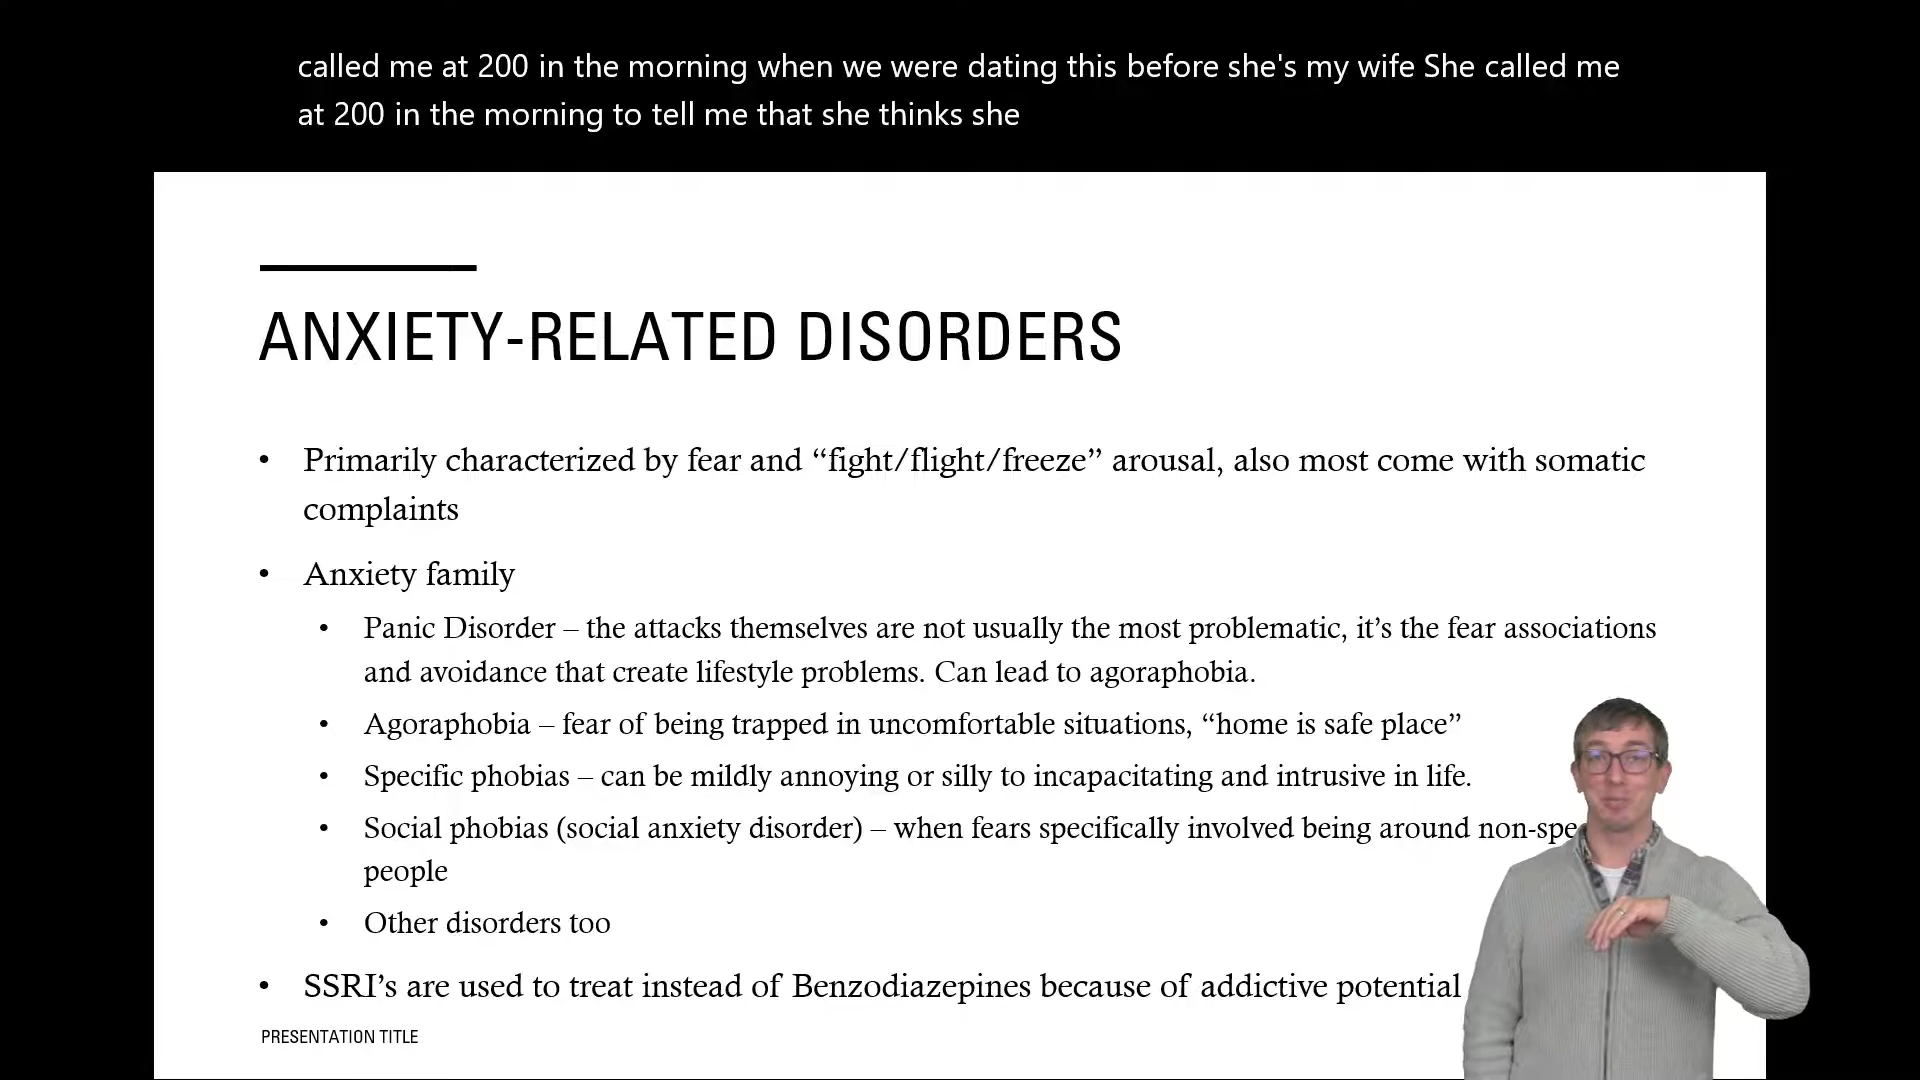 called me at 200 in the morning when we were dating this before she's my wife She called me
at 200 in the morning to tell me that she thinks she
ANXIETY-RELATED DISORDERS
• Primarily characterized by fear and “fight/flight/freeze” arousal, also most come with somatic
complaints
• Anxiety family
• Panic Disorder – the attacks themselves are not usually the most problematic, it’s the fear associations
and avoidance that create lifestyle problems. Can lead to agoraphobia.
• Agoraphobia – fear of being trapped in uncomfortable situations, “home is safe place”
• Specific phobias – can be mildly annoying or silly to incapacitating and intrusive in life.
• Social phobias (social anxiety disorder) – when fears specifically involved being around
people
• Other disorders too
• SSRI’s are used to treat instead of Benzodiazepines because of addictive potential
PRESENTATION TITLE